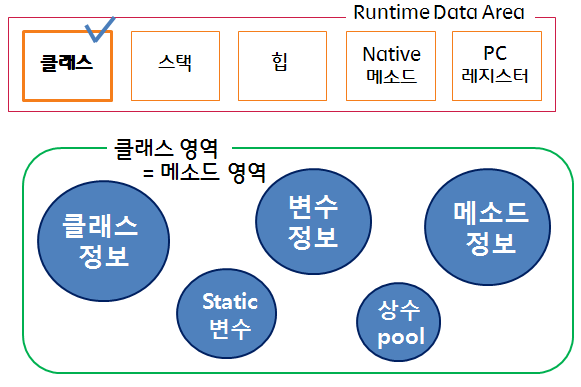 Runtime Data Area
클래스
스택
힙
Native
메소드
PC
레지스터
클래스 영역
= 메소드 영역
클래스
정보
변수
정보
메소드
정보
Static
변수
상수
pool